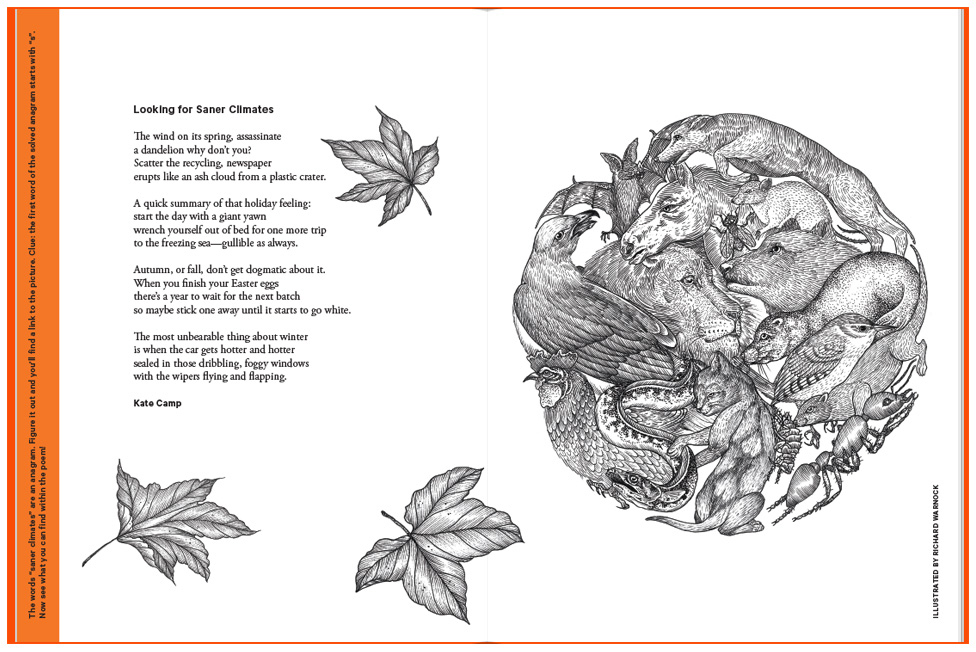 The words "saner climates" are an anagram. Figure it out and you'll find a link to the picture. Clue: the first word of the solved anagram starts with "s".
Now see what you can find within the poem!
Looking for Saner Climates
The wind on its spring, assassinate
a dandelion why don't you?
Scatter the recycling, newspaper
erupts like an ash cloud from a plastic crater.
A quick summary of that holiday feeling:
start the day with a giant yawn
wrench yourself out of bed for one more trip
to the freezing sea—gullible as always.
Autumn, or fall, don't get dogmatic about it.
When you finish your Easter eggs
there's a year to wait for the next batch
so maybe stick one away until it starts to go white.
The most unbearable thing about winter
is when the car gets hotter and hotter
sealed in those dribbling, foggy windows
with the wipers flying and flapping.
Kate Camp
ILLUSTRATED BY RICHARD WARNOCK